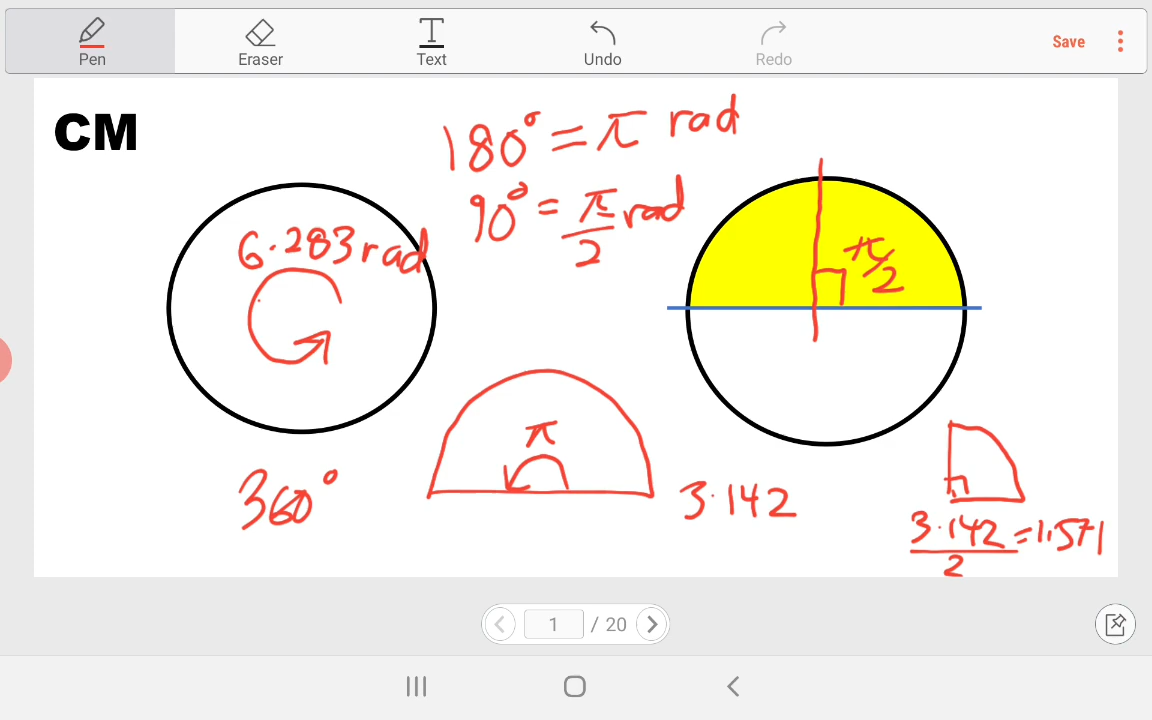 Pen
Eraser
Text
Undo
Redo
Save
CM
180° = π rad
90° = π/2 rad
6.283 rad
π/2
π
360°
3.142
3.142/2 = 1.571
1 / 20